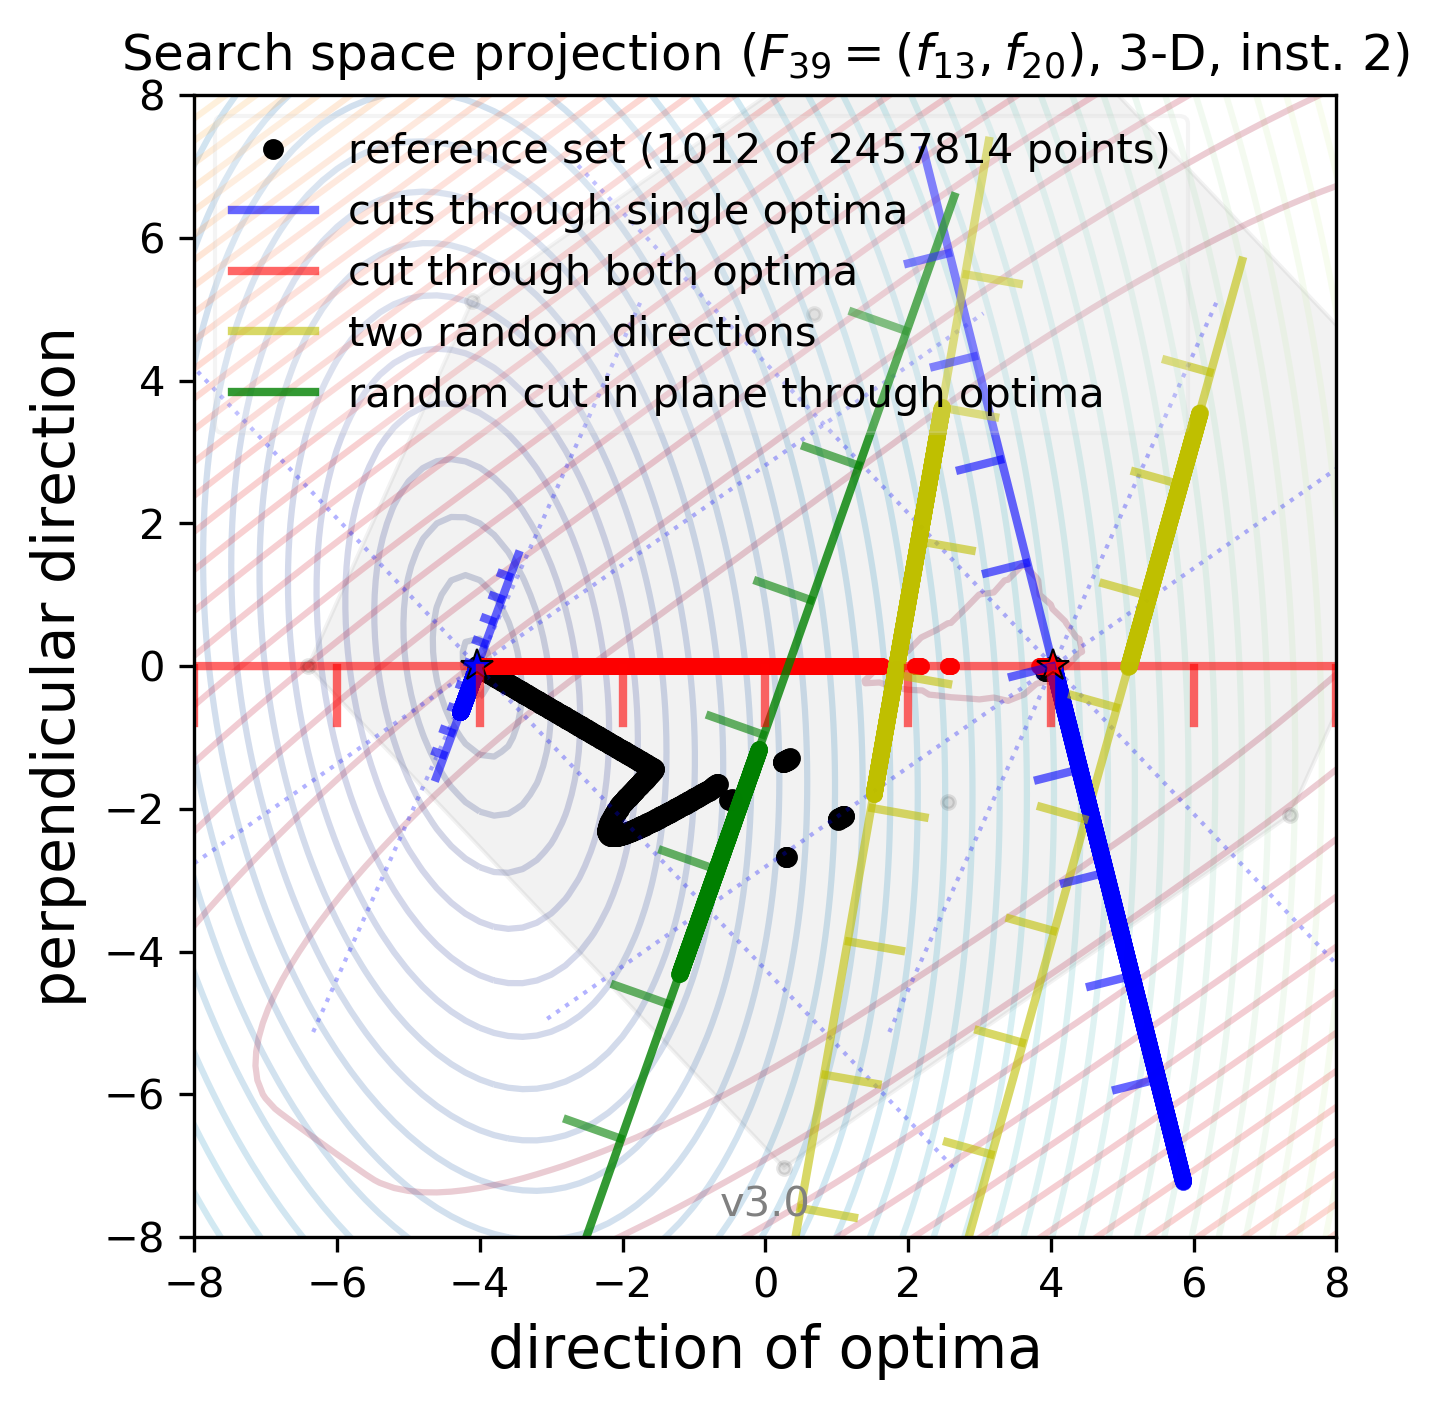 Search space projection (F39 = (f13, f20), 3-D, inst. 2)
8
6
4
2
0
−2
−4
−6
−8
perpendicular direction
reference set (1012 of 2457814 points)
cuts through single optima
cut through both optima
two random directions
random cut in plane through optima
v3.0
−8 −6 −4 −2 0 2 4 6 8
direction of optima